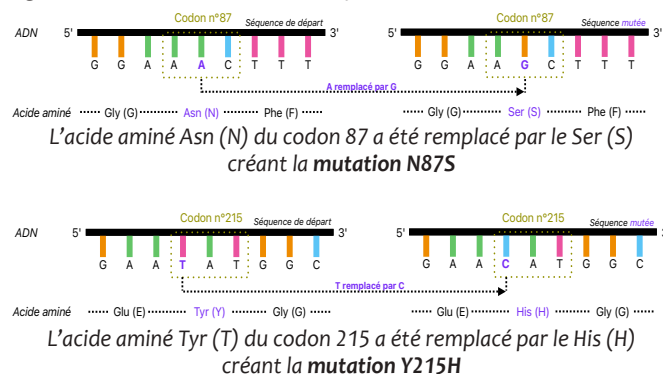 Codon n°87 Codon n°87
ADN 5' Séquence de départ 3' 5' Séquence mutée 3'
G G A A A C T T T G G A A G C T T T
A remplacé par G
Acide aminé Gly (G) Asn (N) Phe (F) Gly (G) Ser (S) Phe (F)
L'acide aminé Asn (N) du codon 87 a été remplacé par le Ser (S)
créant la mutation N87S
Codon n°215 Codon n°215
ADN 5' Séquence de départ 3' 5' Séquence mutée 3'
G A A T A T G G C G A A C A T G G C
T remplacé par C
Acide aminé Glu (E) Tyr (Y) Gly (G) Glu (E) His (H) Gly (G)
L'acide aminé Tyr (T) du codon 215 a été remplacé par le His (H)
créant la mutation Y215H